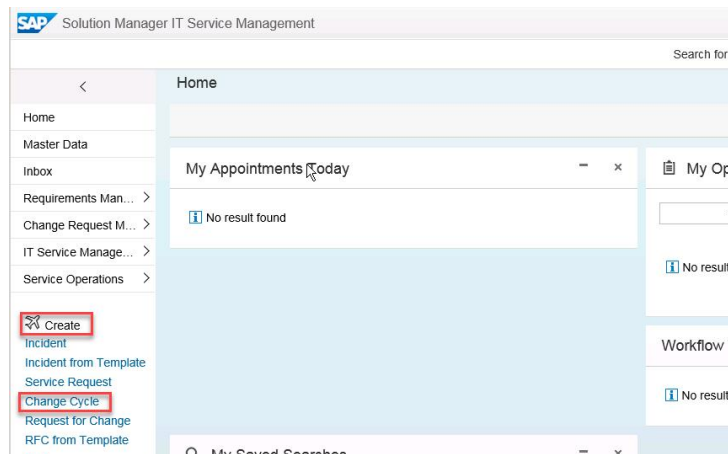 SAP Solution Manager IT Service Management
Search for
Home
Home
Master Data
Inbox
Requirements Man...
Change Request M...
IT Service Manage...
Service Operations
Create
Incident
Incident from Template
Service Request
Change Cycle
Request for Change
RFC from Template
My Appointments Today
No result found
My Saved Searches
My Op
No result
Workflow
No result